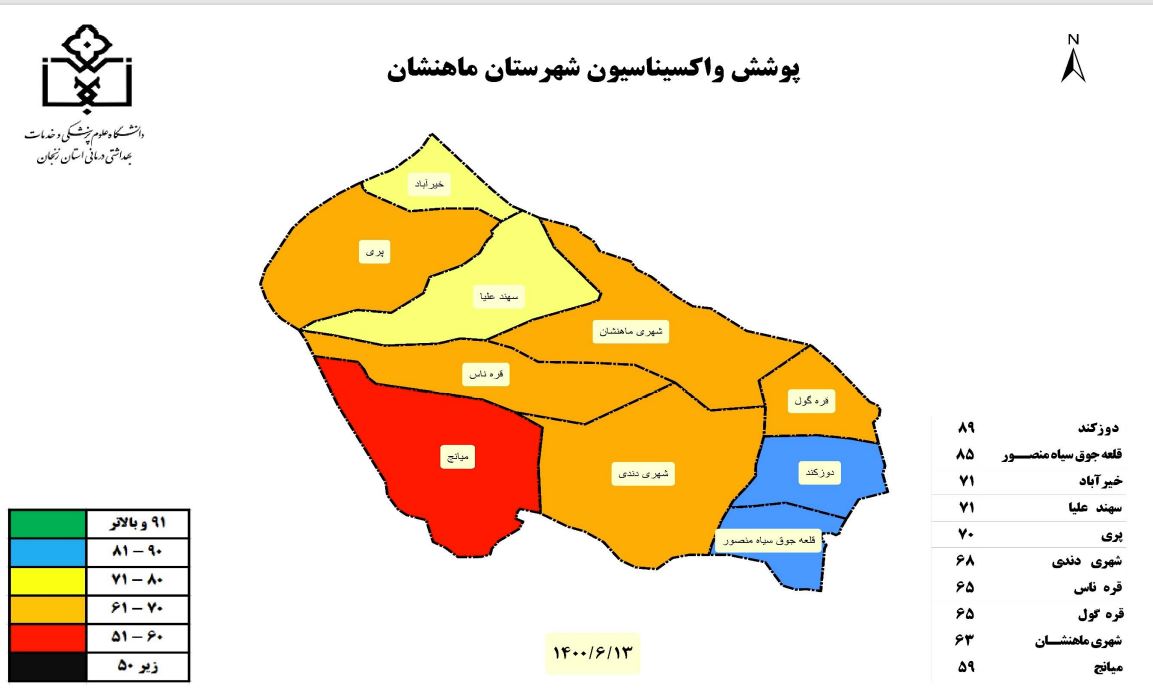 پوشش واکسیناسیون شهرستان ماهنشان
N
دانشگاه علوم پزشکی و خدمات
بهداشتی درمانی استان زنجان
خیرآباد
پری
سهند علیا
شهری ماهنشان
قره ناس
قره گول
میانج
شهری دندی
دوزکند
قلعه جوق سیاه منصور
دوزکند ۸۹
قلعه جوق سیاه منصور ۸۵
خیرآباد ۷۱
سهند علیا ۷۱
پری ۷۰
شهری دندی ۶۸
قره ناس ۶۵
قره گول ۶۵
شهری ماهنشان ۶۳
میانج ۵۹
۹۱ و بالاتر
۸۱ – ۹۰
۷۱ – ۸۰
۶۱ – ۷۰
۵۱ – ۶۰
زیر ۵۰
۱۴۰۰/۶/۱۳